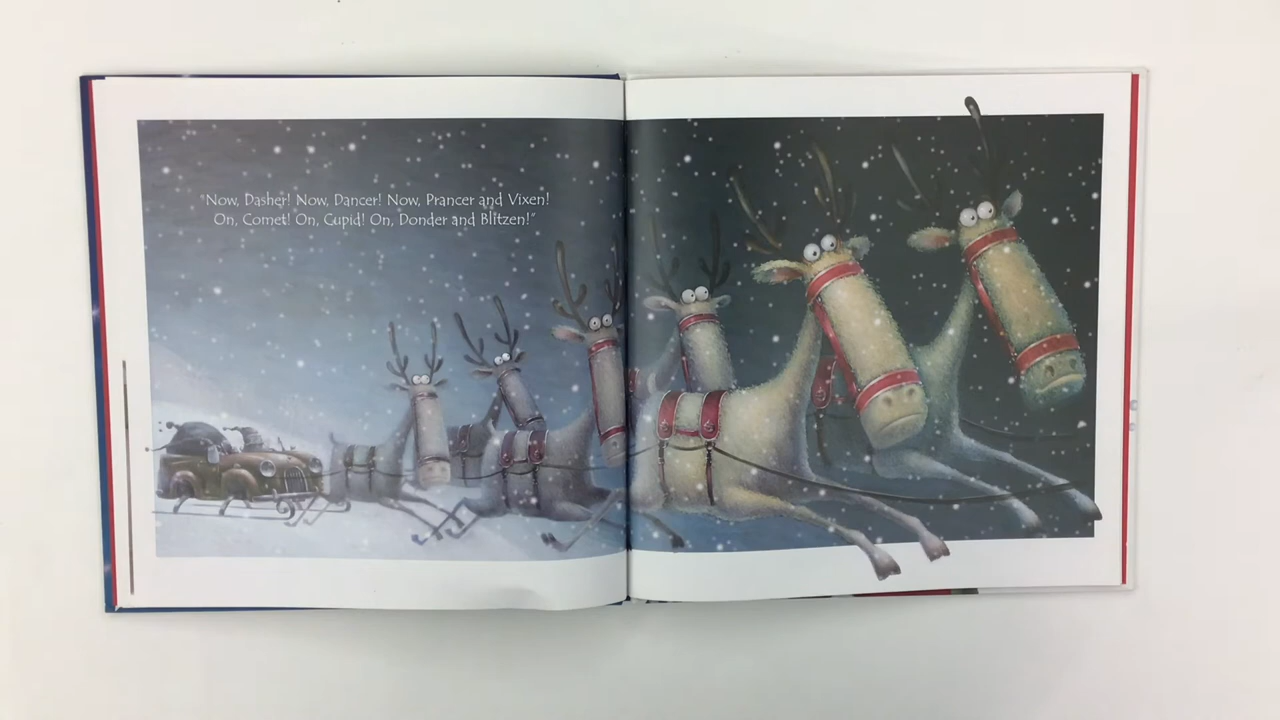 "Now, Dasher! Now, Dancer! Now, Prancer and Vixen!
On, Comet! On, Cupid! On, Donder and Blitzen!"